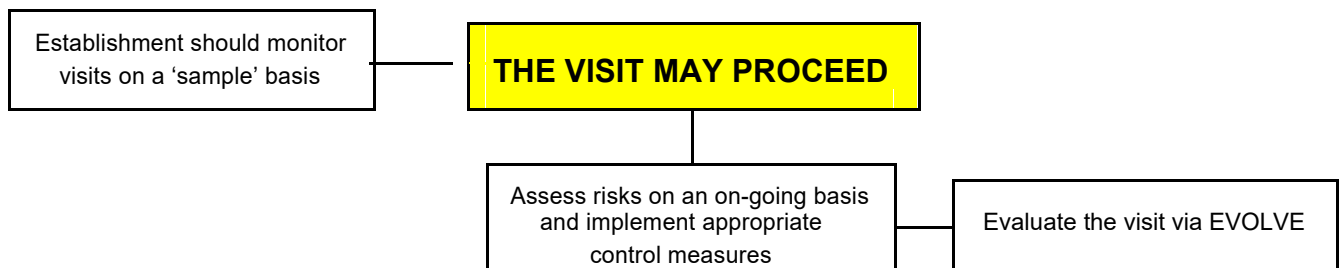 Establishment should monitor
visits on a ‘sample’ basis
THE VISIT MAY PROCEED
Assess risks on an on-going basis
and implement appropriate
control measures
Evaluate the visit via EVOLVE